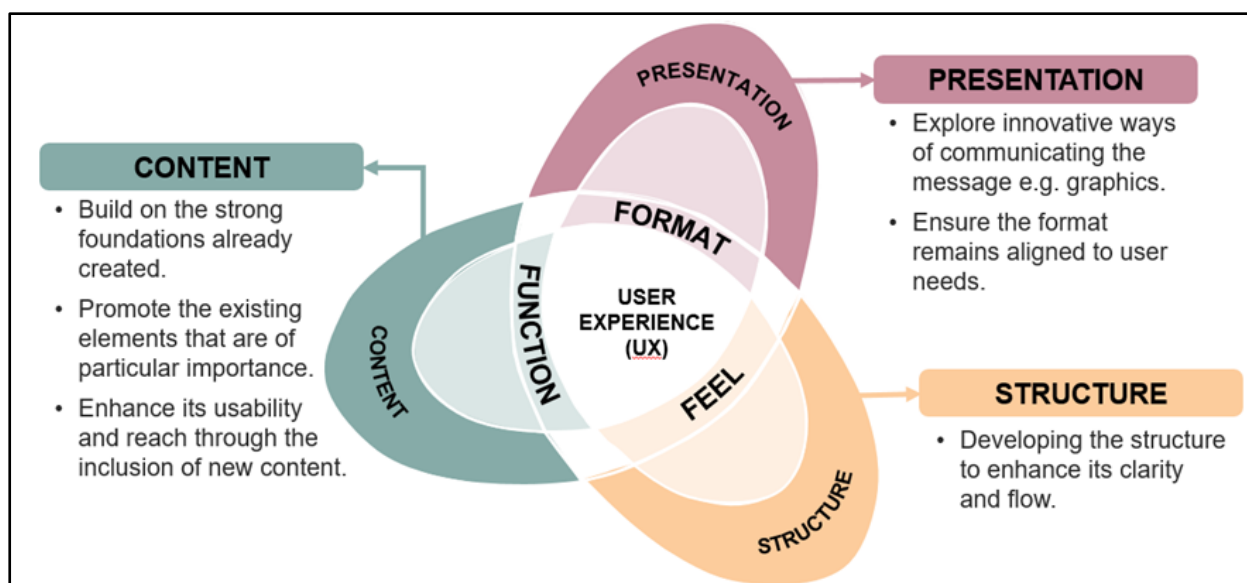 CONTENT
• Build on the strong
foundations already
created.
• Promote the existing
elements that are of
particular importance.
• Enhance its usability
and reach through the
inclusion of new content.
PRESENTATION
FORMAT
FUNCTION
CONTENT
USER
EXPERIENCE
(UX)
FEEL
STRUCTURE
PRESENTATION
• Explore innovative ways
of communicating the
message e.g. graphics.
• Ensure the format
remains aligned to user
needs.
STRUCTURE
• Developing the structure
to enhance its clarity
and flow.